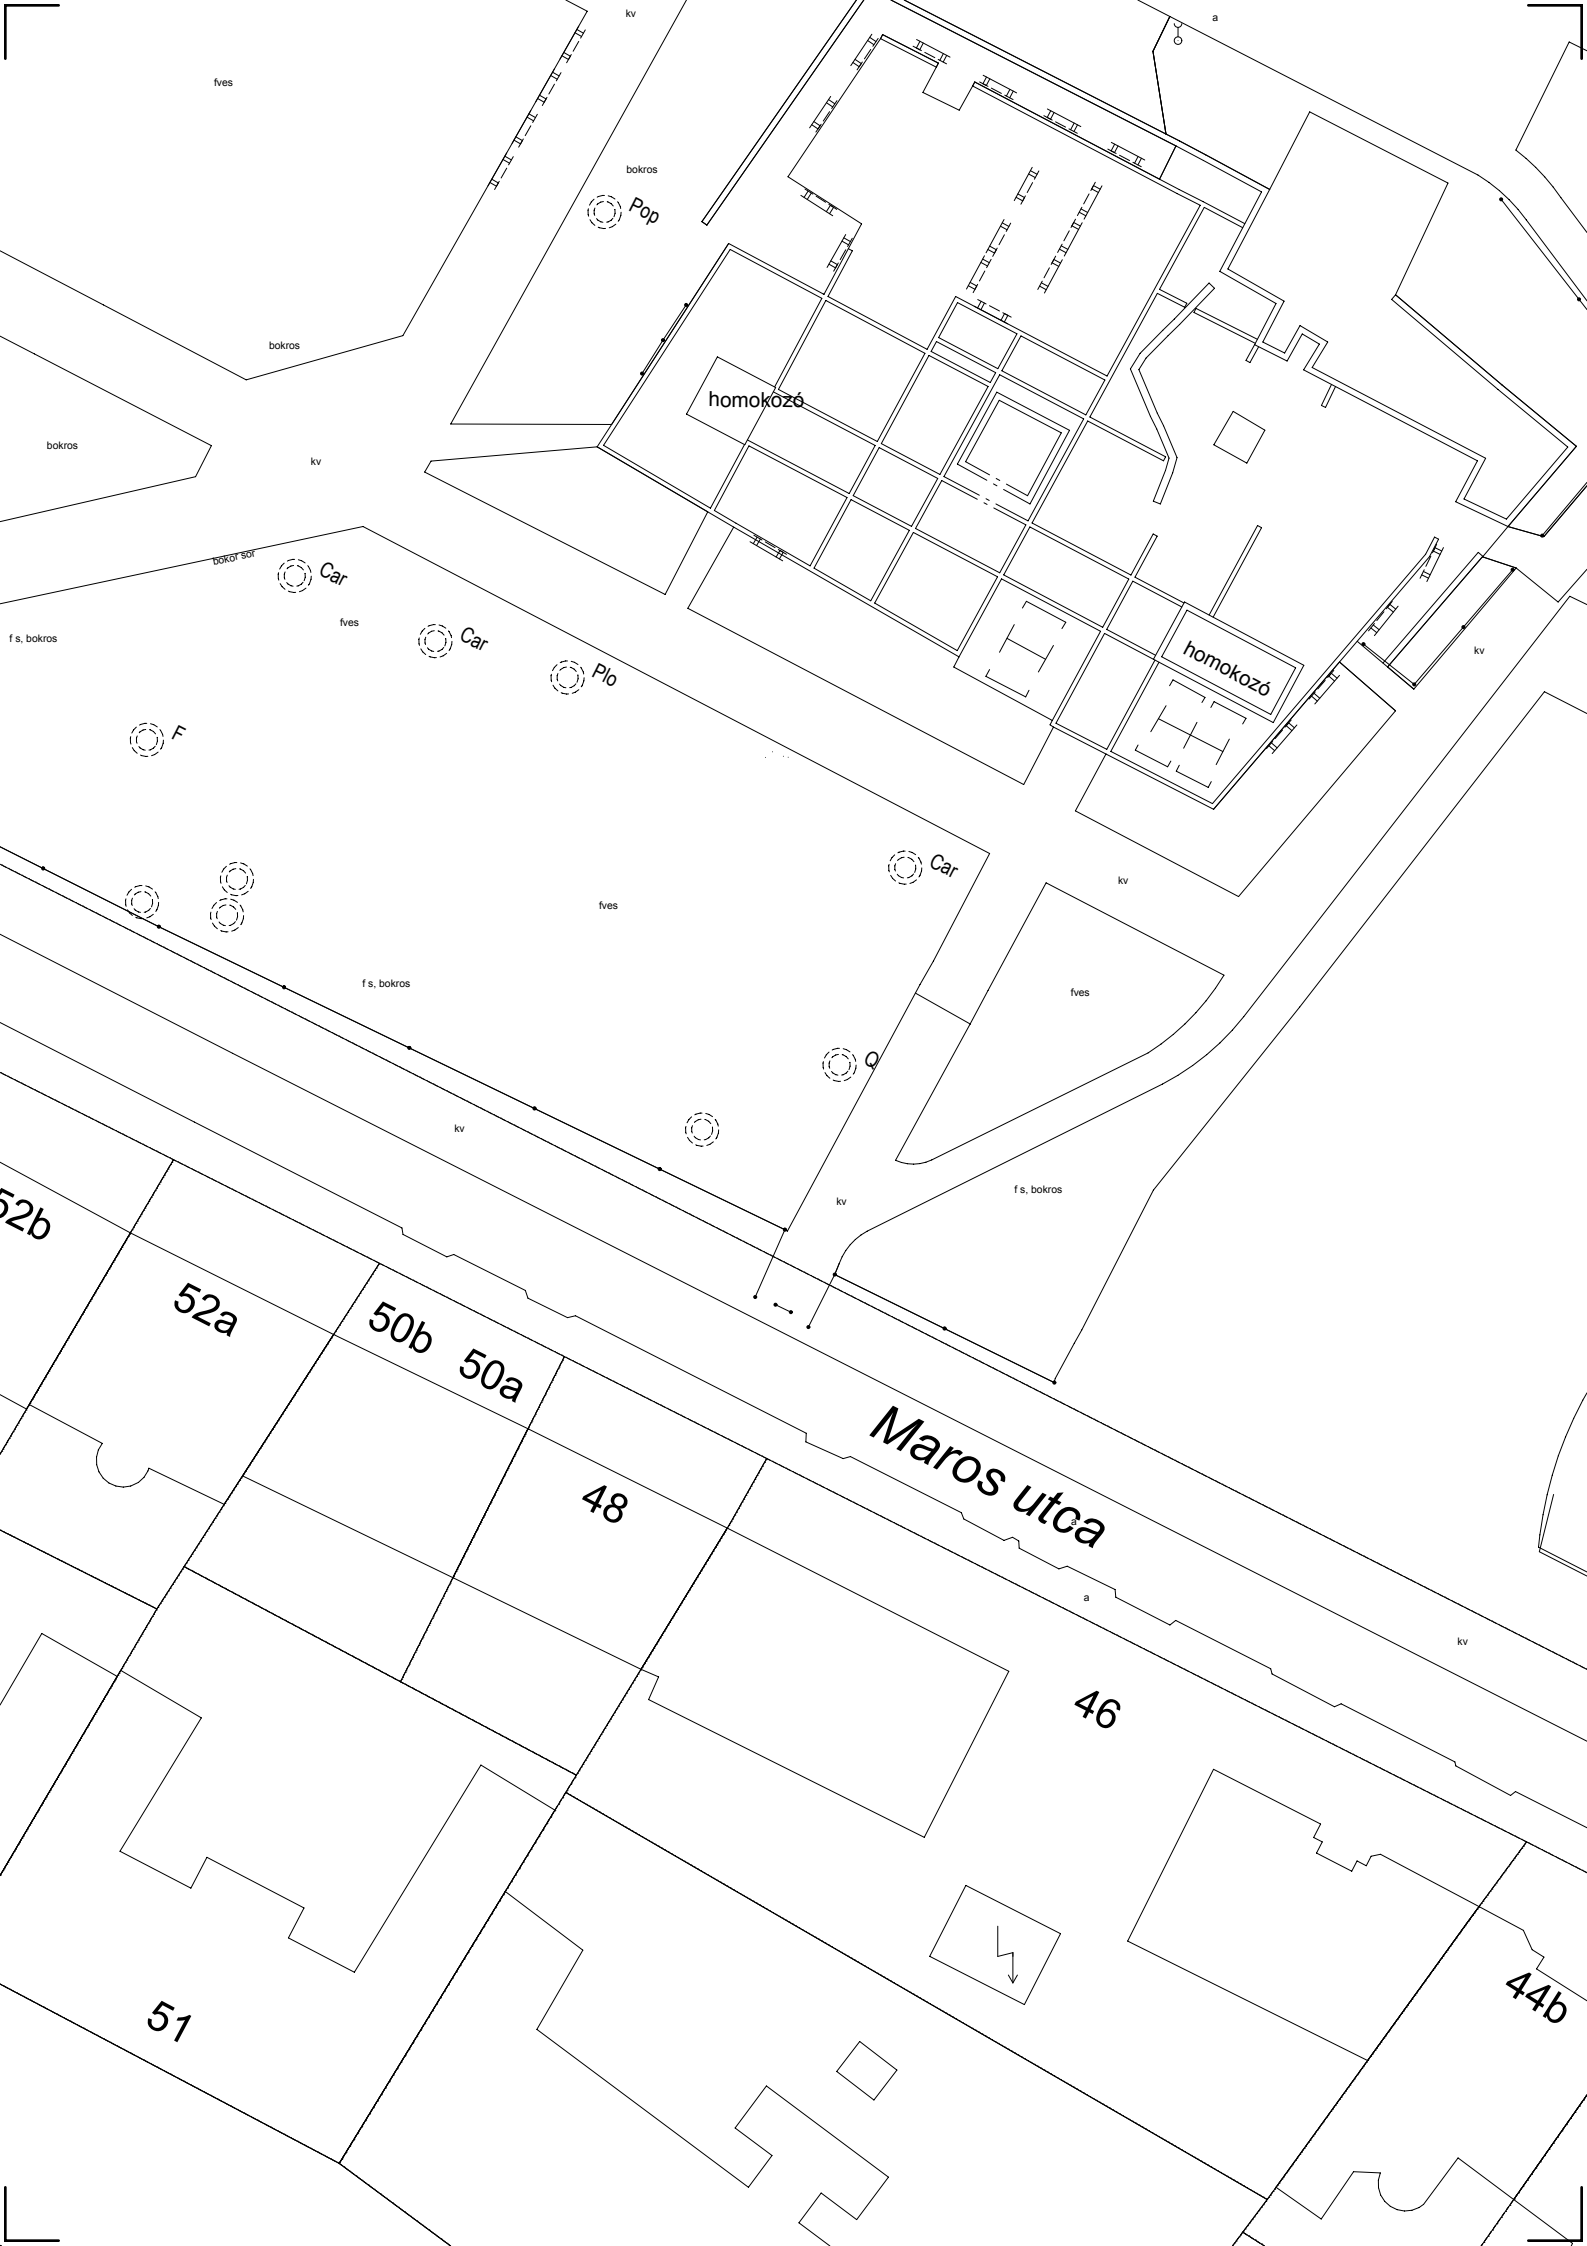 kv
a
fves
bokros
Pop
bokros
homokozó
bokros
kv
bokor sor
Car
fves
f s, bokros
Car
Plo
homokozó
kv
F
Car
kv
fves
f s, bokros
fves
Q
kv
kv
f s, bokros
52b
52a
50b
50a
48
Maros utca
a
a
kv
46
44b
51